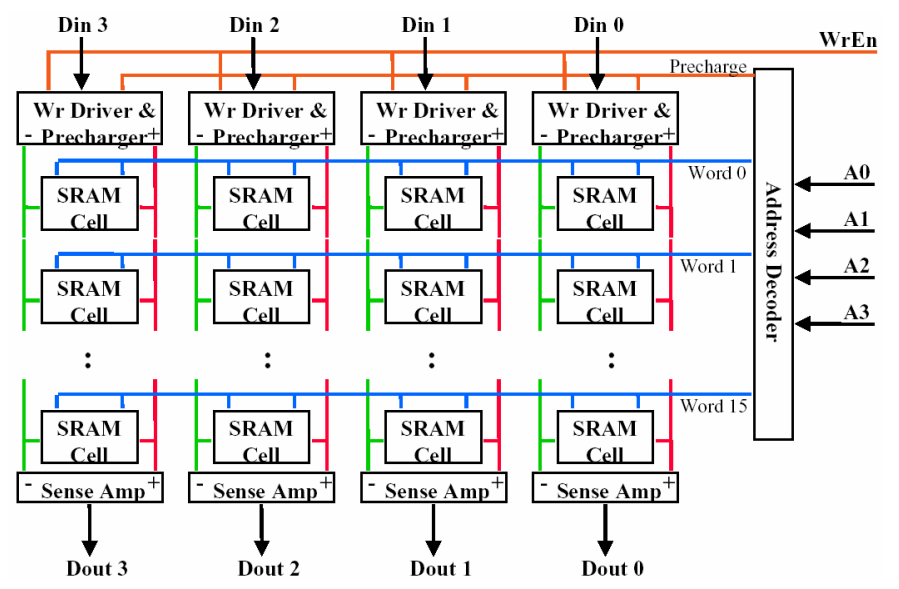 Din 3 Din 2 Din 1 Din 0
WrEn
Precharge
Wr Driver & Wr Driver & Wr Driver & Wr Driver &
- Precharger+ - Precharger+ - Precharger+ - Precharger+
Word 0
SRAM SRAM SRAM SRAM
Cell Cell Cell Cell
A0
A1
Word 1
A2
SRAM SRAM SRAM SRAM
Cell Cell Cell Cell
A3
Address Decoder
: : : :
Word 15
SRAM SRAM SRAM SRAM
Cell Cell Cell Cell
- Sense Amp+ - Sense Amp+ - Sense Amp+ - Sense Amp+
Dout 3 Dout 2 Dout 1 Dout 0